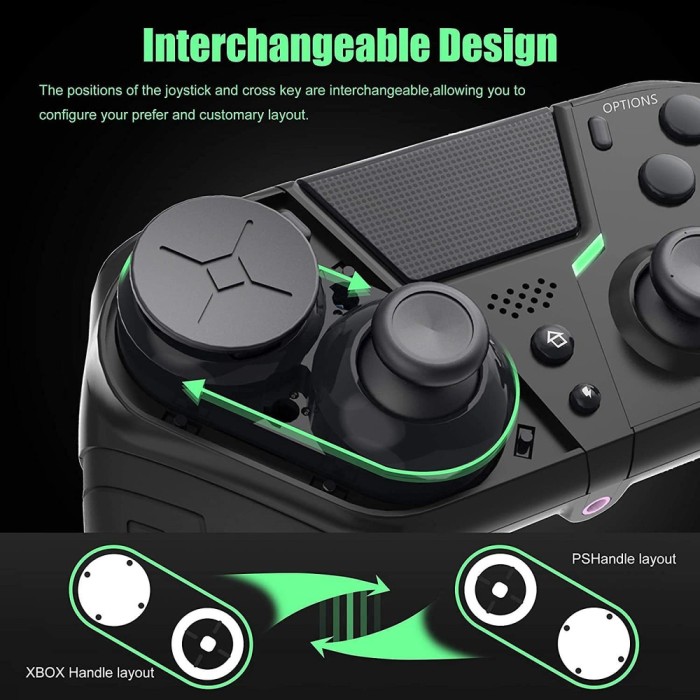 Interchangeable Design
The positions of the joystick and cross key are interchangeable,allowing you to
configure your prefer and customary layout.
OPTIONS
PSHandle layout
XBOX Handle layout